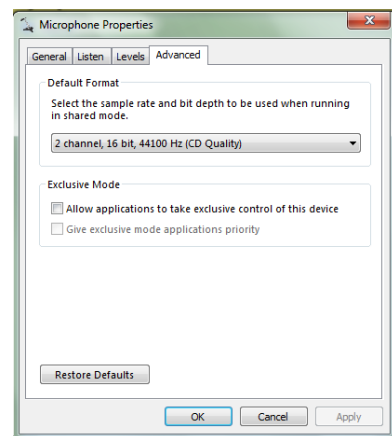 Microphone Properties
General
Listen
Levels
Advanced
Default Format
Select the sample rate and bit depth to be used when running
in shared mode.
2 channel, 16 bit, 44100 Hz (CD Quality)
Exclusive Mode
Allow applications to take exclusive control of this device
Give exclusive mode applications priority
Restore Defaults
OK
Cancel
Apply